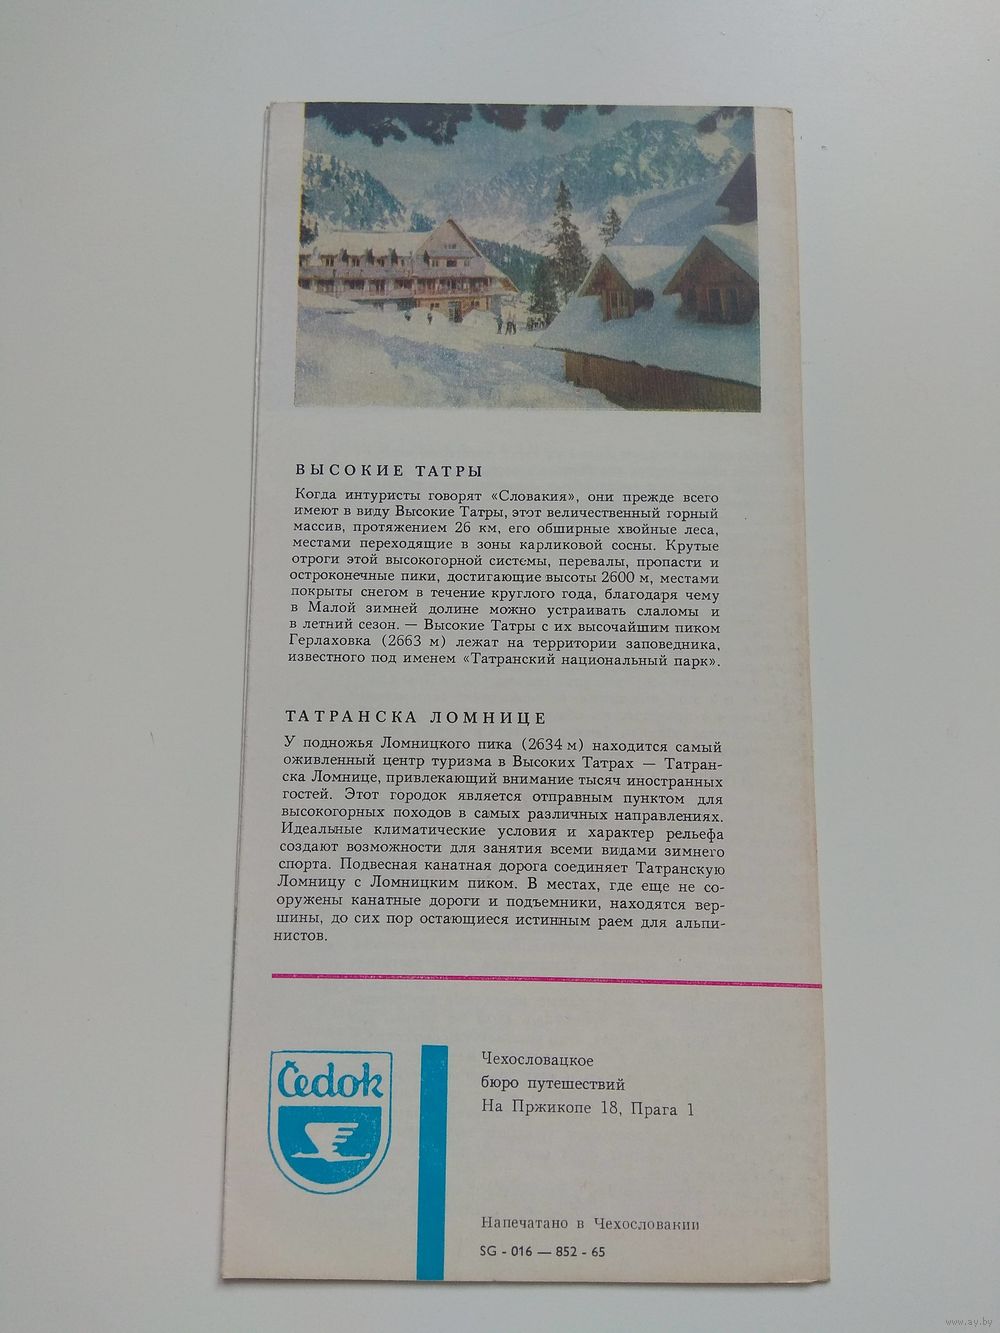 ВЫСОКИЕ ТАТРЫ
Когда интуристы говорят «Словакия», они прежде всего
имеют в виду Высокие Татры, этот величественный горный
массив, протяжением 26 км, его обширные хвойные леса,
местами переходящие в зоны карликовой сосны. Крутые
отроги этой высокогорной системы, перевалы, пропасти и
остроконечные пики, достигающие высоты 2600 м, местами
покрыты снегом в течение круглого года, благодаря чему
в Малой зимней долине можно устраивать слаломы и
в летний сезон. — Высокие Татры с их высочайшим пиком
Герлаховка (2663 м) лежат на территории заповедника,
известного под именем «Татранский национальный парк».
ТАТРАНСКА ЛОМНИЦЕ
У подножья Ломницкого пика (2634 м) находится самый
оживленный центр туризма в Высоких Татрах — Татран-
ска Ломнице, привлекающий внимание тысяч иностранных
гостей. Этот городок является отправным пунктом для
высокогорных походов в самых различных направлениях.
Идеальные климатические условия и характер рельефа
создают возможности для занятия всеми видами зимнего
спорта. Подвесная канатная дорога соединяет Татранскую
Ломницу с Ломницким пиком. В местах, где еще не со-
оружены канатные дороги и подъемники, находятся вер-
шины, до сих пор остающиеся истинным раем для альпи-
нистов.
Čedok
Чехословацкое
бюро путешествий
На Пржикопе 18, Прага 1
Напечатано в Чехословакии
SG - 016 — 852 - 65
www.ay.by